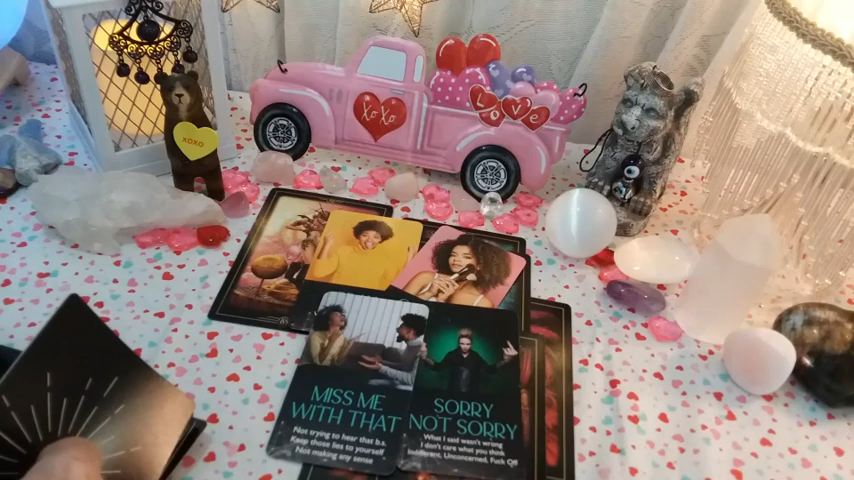 XOXO
XOXO
LOVe
MISS ME
WITH THAT
Not trying to hear that b.s.
Keep those lies to yourself
Not making any sense
SORRY
NOT SORRY
What I said wasn't wrong
I don't care what you think
Indifferent, Unconcerned, Fuck Off